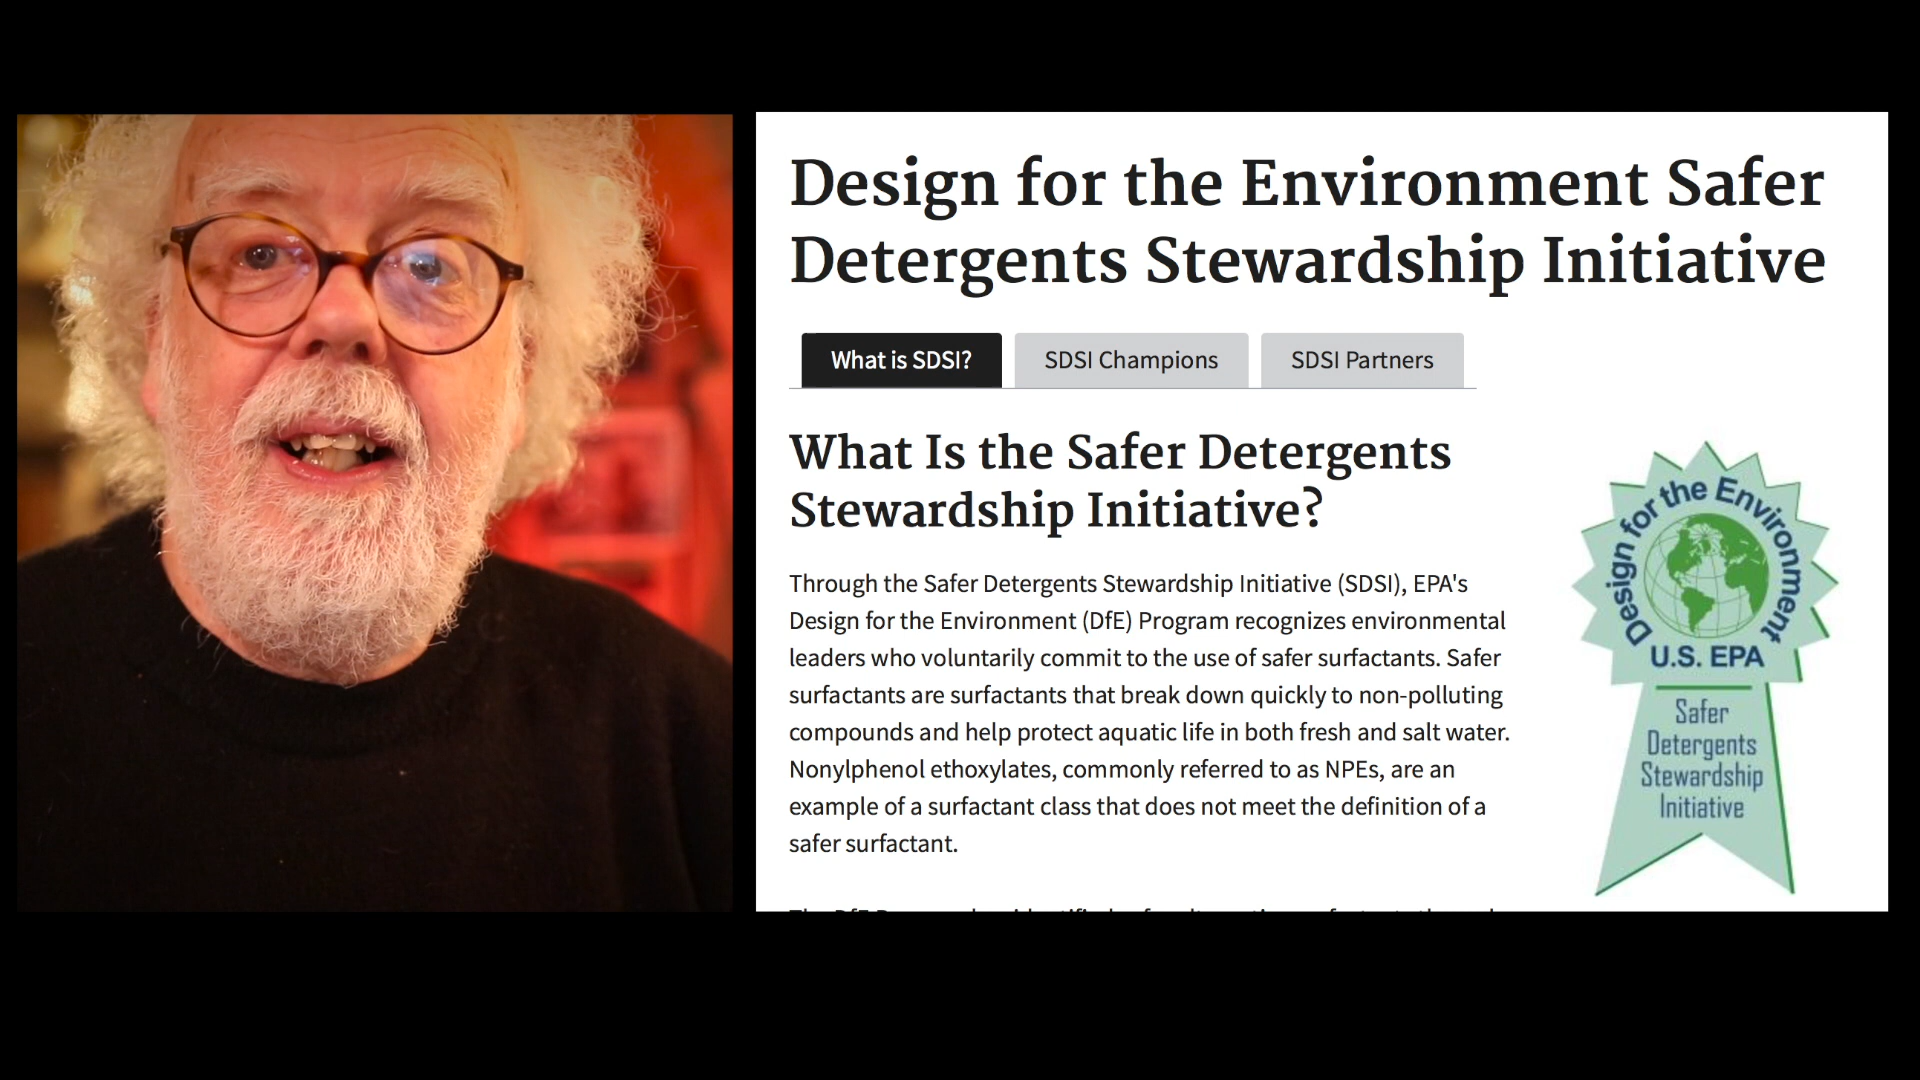 Design for the Environment Safer
Detergents Stewardship Initiative
What is SDSI?
SDSI Champions
SDSI Partners
What Is the Safer Detergents
Stewardship Initiative?
Through the Safer Detergents Stewardship Initiative (SDSI), EPA's
Design for the Environment (DfE) Program recognizes environmental
leaders who voluntarily commit to the use of safer surfactants. Safer
surfactants are surfactants that break down quickly to non-polluting
compounds and help protect aquatic life in both fresh and salt water.
Nonylphenol ethoxylates, commonly referred to as NPEs, are an
example of a surfactant class that does not meet the definition of a
safer surfactant.
Design for the Environment
U.S. EPA
Safer
Detergents
Stewardship
Initiative